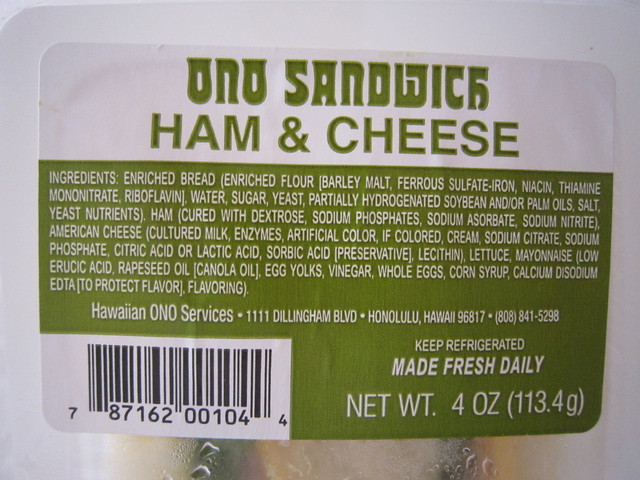 ONO SANDWICH
HAM & CHEESE
INGREDIENTS: ENRICHED BREAD (ENRICHED FLOUR [BARLEY MALT, FERROUS SULFATE-IRON, NIACIN, THIAMINE
MONONITRATE, RIBOFLAVIN], WATER, SUGAR, YEAST, PARTIALLY HYDROGENATED SOYBEAN AND/OR PALM OILS, SALT,
YEAST NUTRIENTS). HAM (CURED WITH DEXTROSE, SODIUM PHOSPHATES, SODIUM ASORBATE, SODIUM NITRITE),
AMERICAN CHEESE (CULTURED MILK, ENZYMES, ARTIFICIAL COLOR, IF COLORED, CREAM, SODIUM CITRATE, SODIUM
PHOSPHATE, CITRIC ACID OR LACTIC ACID, SORBIC ACID [PRESERVATIVE], LECITHIN), LETTUCE, MAYONNAISE (LOW
ERUCIC ACID, RAPESEED OIL [CANOLA OIL], EGG YOLKS, VINEGAR, WHOLE EGGS, CORN SYRUP, CALCIUM DISODIUM
EDTA [TO PROTECT FLAVOR], FLAVORING).
Hawaiian ONO Services • 1111 DILLINGHAM BLVD • HONOLULU, HAWAII 96817 • (808) 841-5298
KEEP REFRIGERATED
MADE FRESH DAILY
NET WT. 4 OZ (113.4g)
7 87162 00104 4